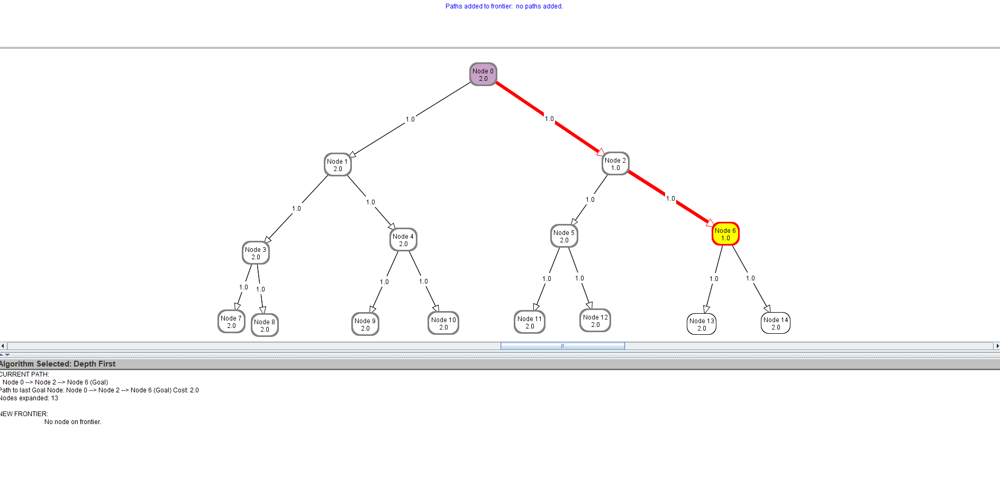 Paths added to frontier: no paths added.
Node 0
2.0
1.0
1.0
Node 1
2.0
Node 2
1.0
1.0
1.0
1.0
1.0
Node 3
2.0
Node 4
2.0
Node 5
2.0
Node 6
1.0
1.0
1.0
1.0
1.0
1.0
1.0
1.0
1.0
Node 7
2.0
Node 8
2.0
Node 9
2.0
Node 10
2.0
Node 11
2.0
Node 12
2.0
Node 13
2.0
Node 14
2.0
Algorithm Selected: Depth First
CURRENT PATH:
Node 0 --> Node 2 --> Node 6 (Goal)
Path to last Goal Node: Node 0 --> Node 2 --> Node 6 (Goal) Cost: 2.0
Nodes expanded: 13
NEW FRONTIER:
No node on frontier.